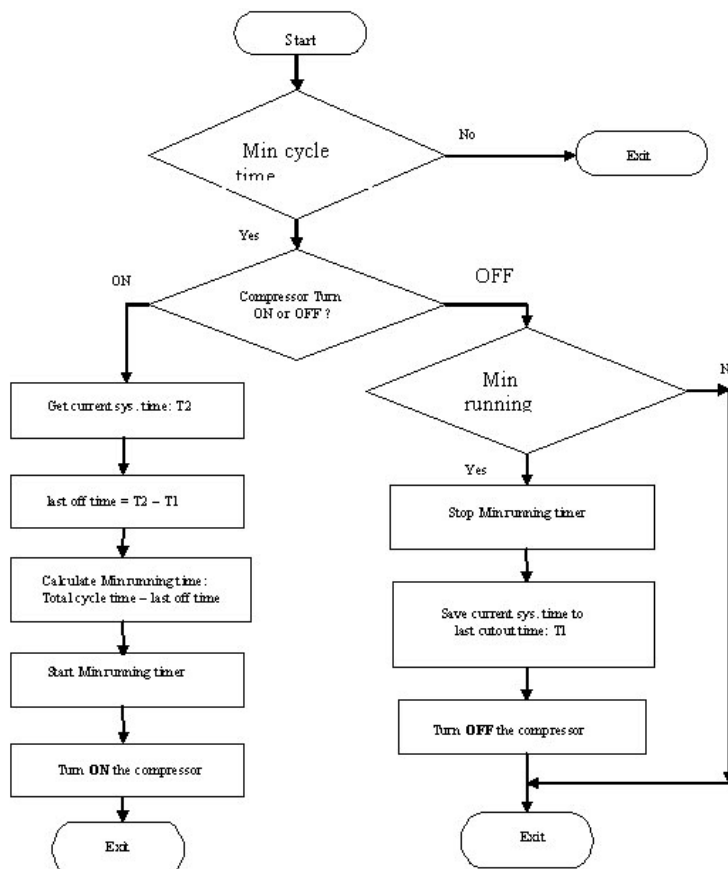 Start
Min cycle
time
No
Exit
Yes
ON
Compressor Turn
ON or OFF ?
OFF
Get current sys. time: T2
last off time = T2 – T1
Calculate Min running time:
Total cycle time – last off time
Start Min running timer
Turn ON the compressor
Exit
Min
running
N
Yes
Stop Min running timer
Save current sys. time to
last cutout time: T1
Turn OFF the compressor
Exit